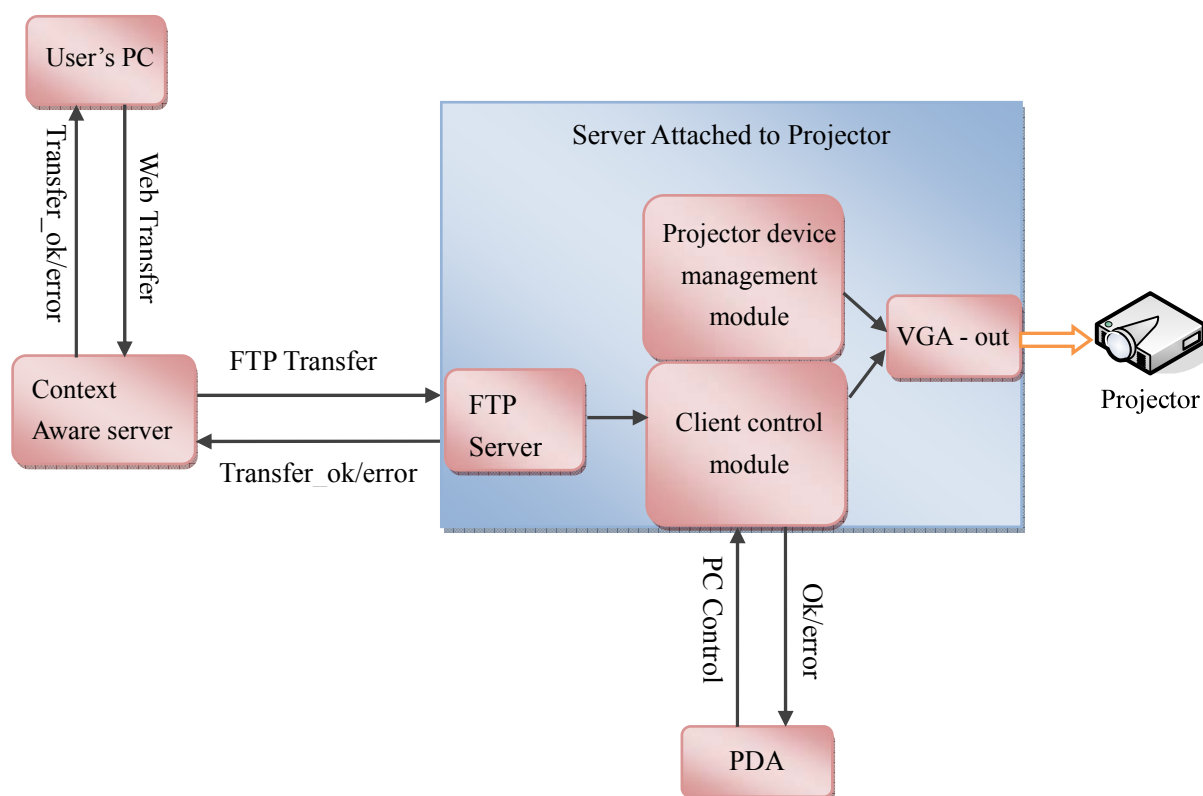 User's PC
Transfer_ok/error
Web Transfer
Server Attached to Projector
Projector device
management
module
VGA - out
Projector
Context
Aware server
FTP Transfer
Transfer_ok/error
FTP
Server
Client control
module
PC Control
Ok/error
PDA